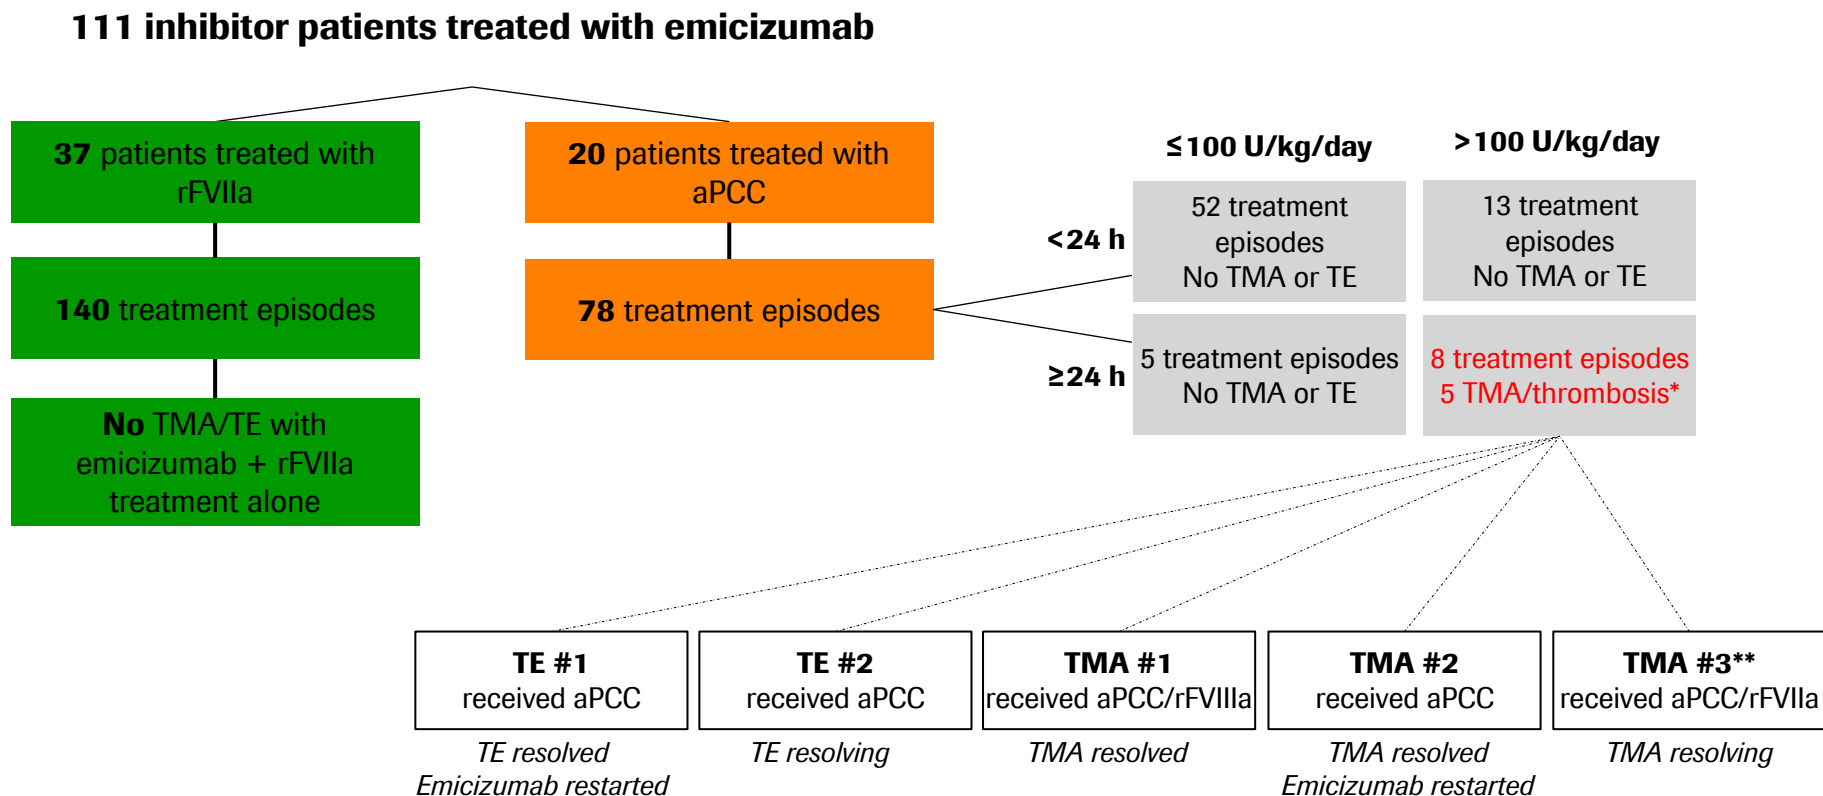 111 inhibitor patients treated with emicizumab
37 patients treated with
rFVIIa
140 treatment episodes
No TMA/TE with
emicizumab + rFVIIa
treatment alone
20 patients treated with
aPCC
78 treatment episodes
≤100 U/kg/day
>100 U/kg/day
<24 h
52 treatment
episodes
No TMA or TE
13 treatment
episodes
No TMA or TE
≥24 h
5 treatment episodes
No TMA or TE
8 treatment episodes
5 TMA/thrombosis*
TE #1
received aPCC
TE resolved
Emicizumab restarted
TE #2
received aPCC
TE resolving
TMA #1
received aPCC/rFVIIIa
TMA resolved
TMA #2
received aPCC
TMA resolved
Emicizumab restarted
TMA #3**
received aPCC/rFVIIa
TMA resolving